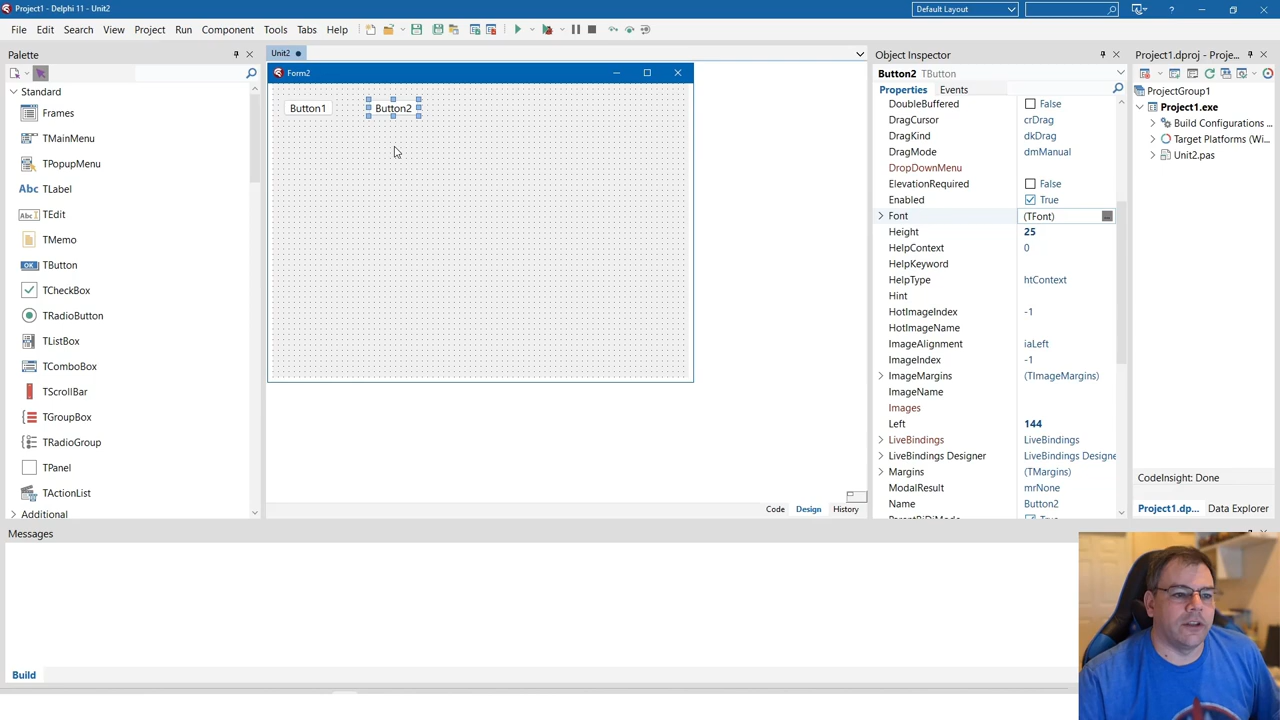 Project1 - Delphi 11 - Unit2
Default Layout
File Edit Search View Project Run Component Tools Tabs Help
Palette
Standard
Frames
TMainMenu
TPopupMenu
Abc TLabel
Abc TEdit
TMemo
OK TButton
TCheckBox
TRadioButton
TListBox
TComboBox
TScrollBar
TGroupBox
TRadioGroup
TPanel
TActionList
Additional
Unit2
Form2
Button1 Button2
Code Design History
Object Inspector
Button2 TButton
Properties Events
DoubleBuffered False
DragCursor crDrag
DragKind dkDrag
DragMode dmManual
DropDownMenu
ElevationRequired False
Enabled True
Font (TFont)
Height 25
HelpContext 0
HelpKeyword
HelpType htContext
Hint
HotImageIndex -1
HotImageName
ImageAlignment iaLeft
ImageIndex -1
ImageMargins (TImageMargins)
ImageName
Images
Left 144
LiveBindings LiveBindings
LiveBindings Designer LiveBindings Designe
Margins (TMargins)
ModalResult mrNone
Name Button2
Project1.dproj - Proje...
ProjectGroup1
Project1.exe
Build Configurations ...
Target Platforms (Wi...
Unit2.pas
CodeInsight: Done
Project1.dp... Data Explorer
Messages
Build